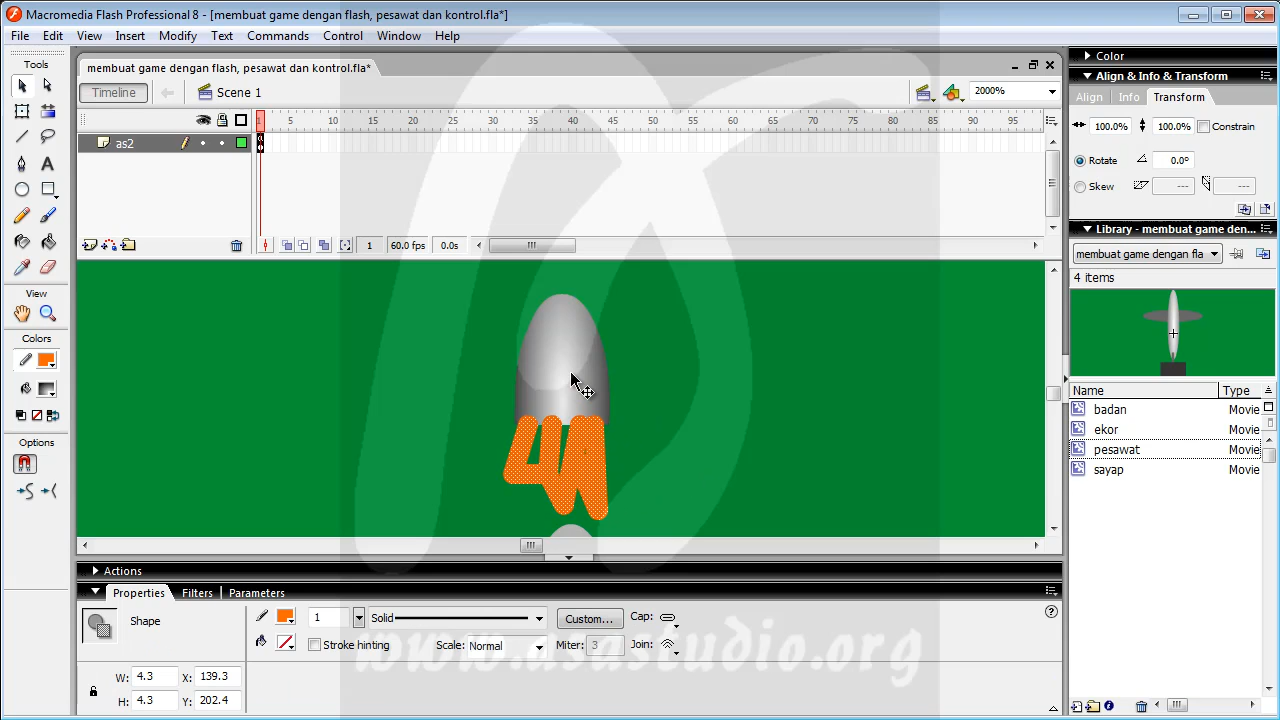 Macromedia Flash Professional 8 - [membuat game dengan flash, pesawat dan kontrol.fla*]
File Edit View Insert Modify Text Commands Control Window Help
Tools
View
Colors
Options
membuat game dengan flash, pesawat dan kontrol.fla*
Timeline Scene 1 2000%
1 5 10 15 20 25 30 35 40 45 50 55 60 65 70 75 80 85 90 95
as2
1 60.0 fps 0.0s
Actions
Properties Filters Parameters
Shape
1 Solid Custom... Cap:
Stroke hinting Scale: Normal Miter: 3 Join:
W: 4.3 X: 139.3
H: 4.3 Y: 202.4
Color
Align & Info & Transform
Align Info Transform
100.0% 100.0% Constrain
Rotate 0.0°
Skew --- ---
Library - membuat game den...
membuat game dengan fla
4 items
Name Type
badan Movie
ekor Movie
pesawat Movie
sayap Movie
www.asastudio.org